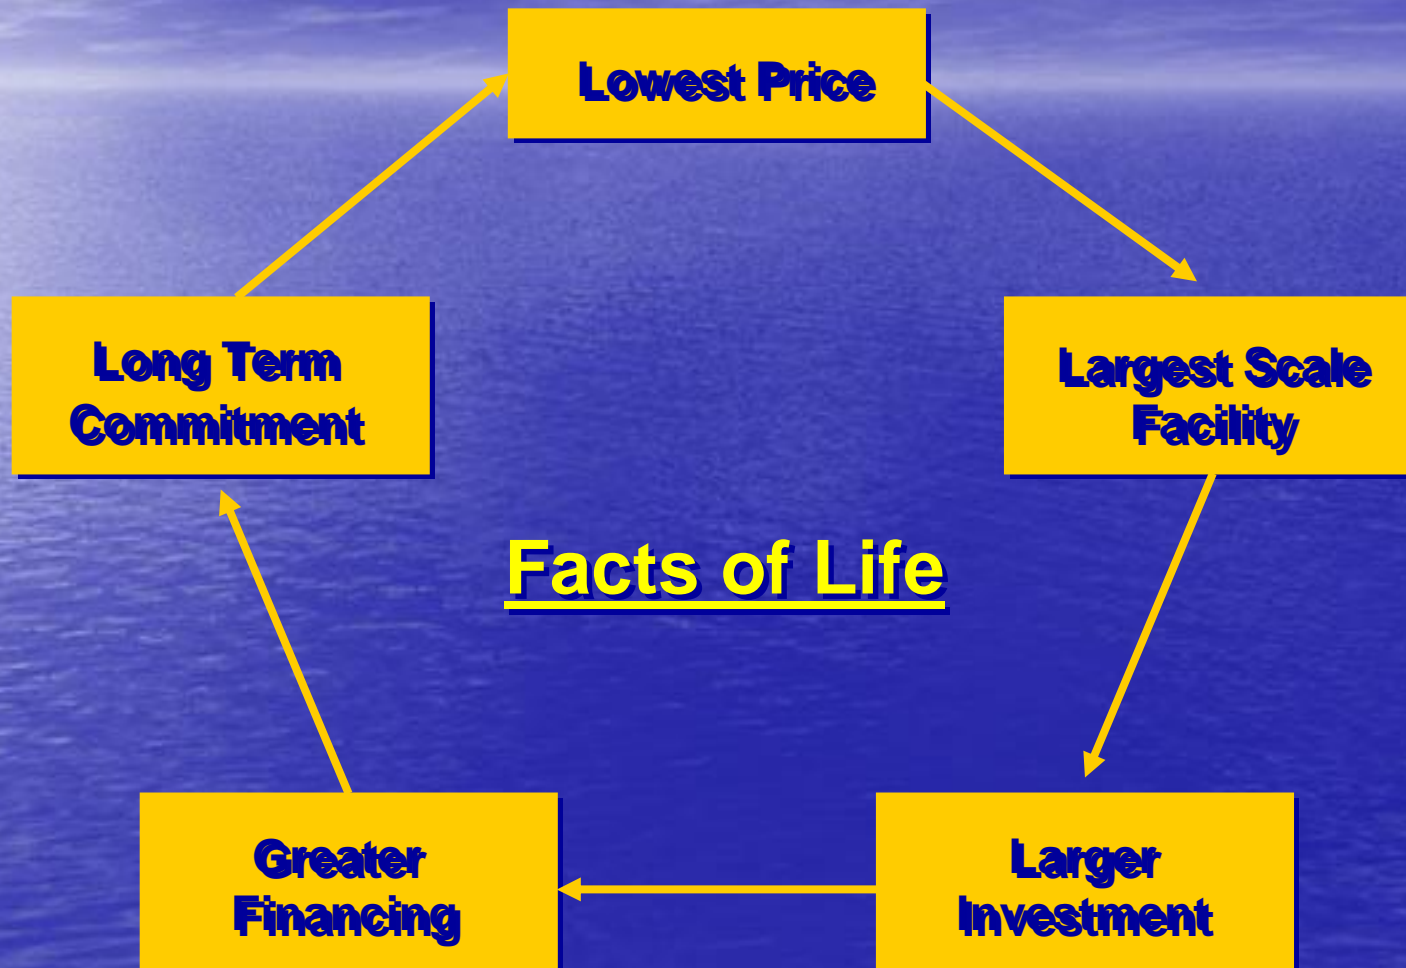 Lowest Price
Long Term
Commitment
Largest Scale
Facility
Facts of Life
Greater
Financing
Larger
Investment